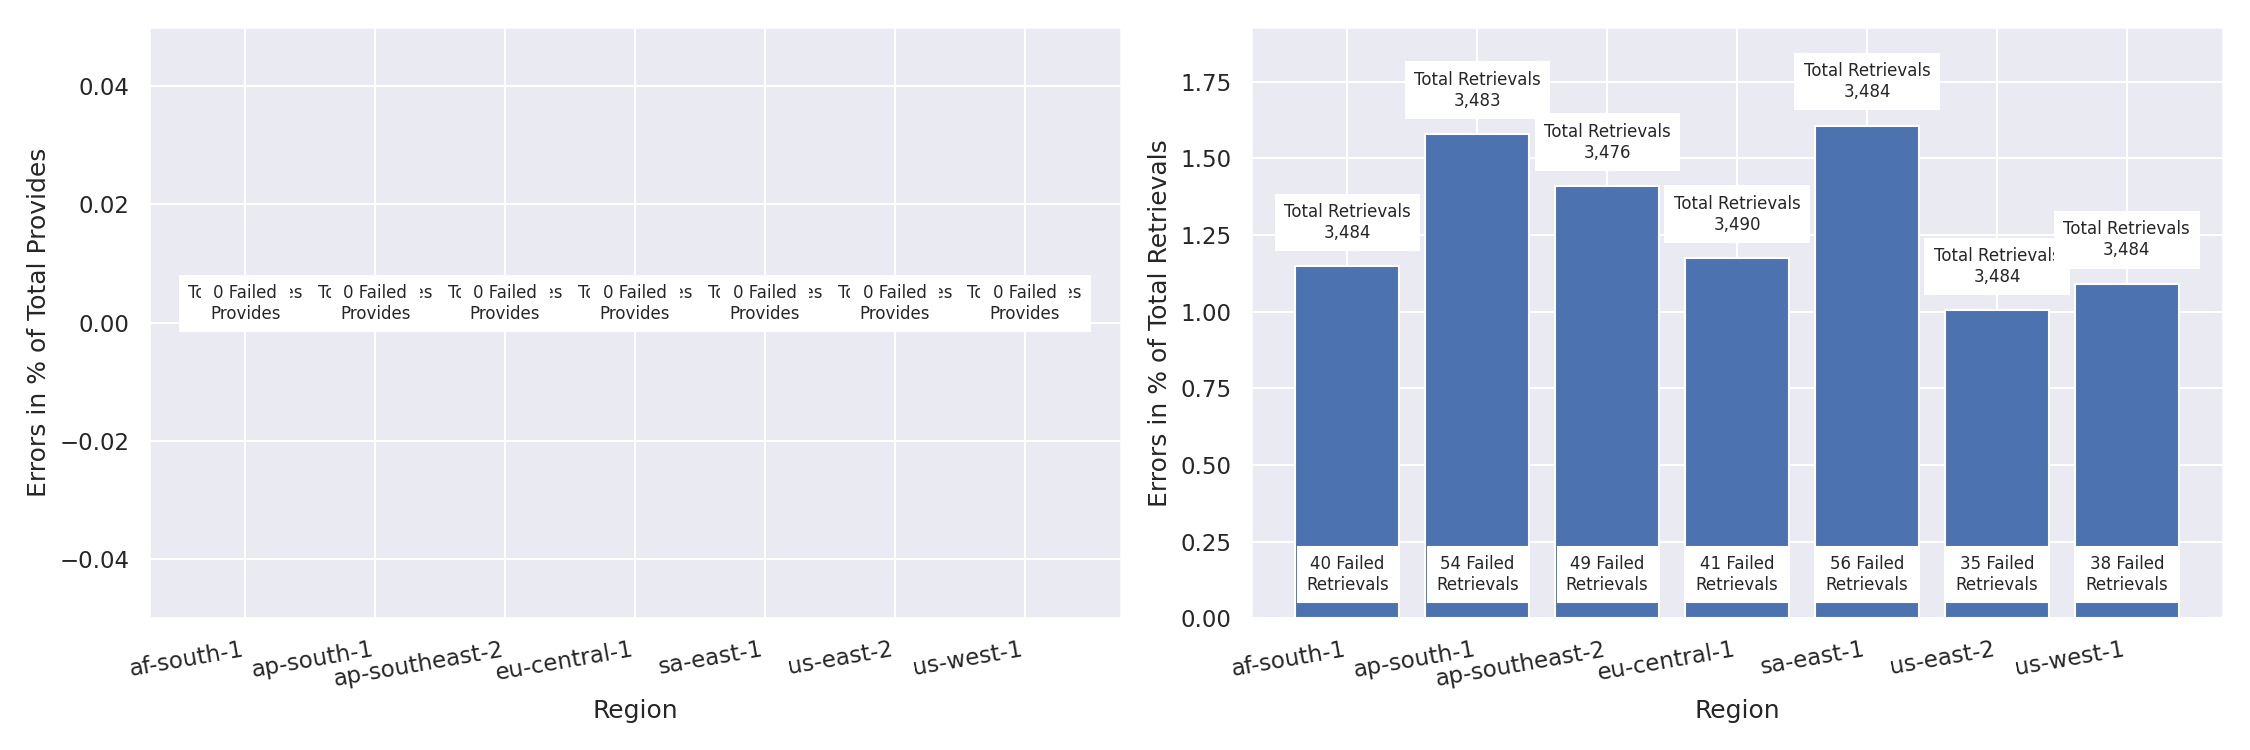 Errors in % of Total Provides
0.04
0.02
0.00
−0.02
−0.04
0 Failed
Provides
0 Failed
Provides
0 Failed
Provides
0 Failed
Provides
0 Failed
Provides
0 Failed
Provides
0 Failed
Provides
af-south-1
ap-south-1
ap-southeast-2
eu-central-1
sa-east-1
us-east-2
us-west-1
Region
Errors in % of Total Retrievals
1.75
1.50
1.25
1.00
0.75
0.50
0.25
0.00
Total Retrievals
3,484
Total Retrievals
3,483
Total Retrievals
3,476
Total Retrievals
3,490
Total Retrievals
3,484
Total Retrievals
3,484
Total Retrievals
3,484
40 Failed
Retrievals
54 Failed
Retrievals
49 Failed
Retrievals
41 Failed
Retrievals
56 Failed
Retrievals
35 Failed
Retrievals
38 Failed
Retrievals
af-south-1
ap-south-1
ap-southeast-2
eu-central-1
sa-east-1
us-east-2
us-west-1
Region